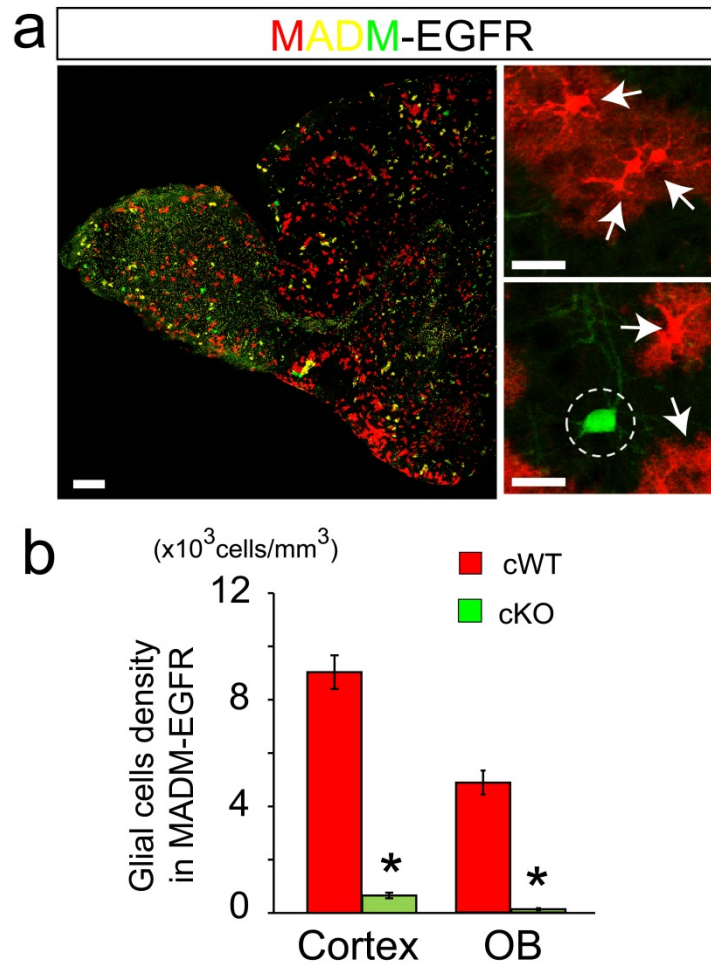 a
MADM-EGFR
b
(x10³cells/mm³)
cWT
cKO
Glial cells density
in MADM-EGFR
12
8
4
0
*
*
Cortex
OB